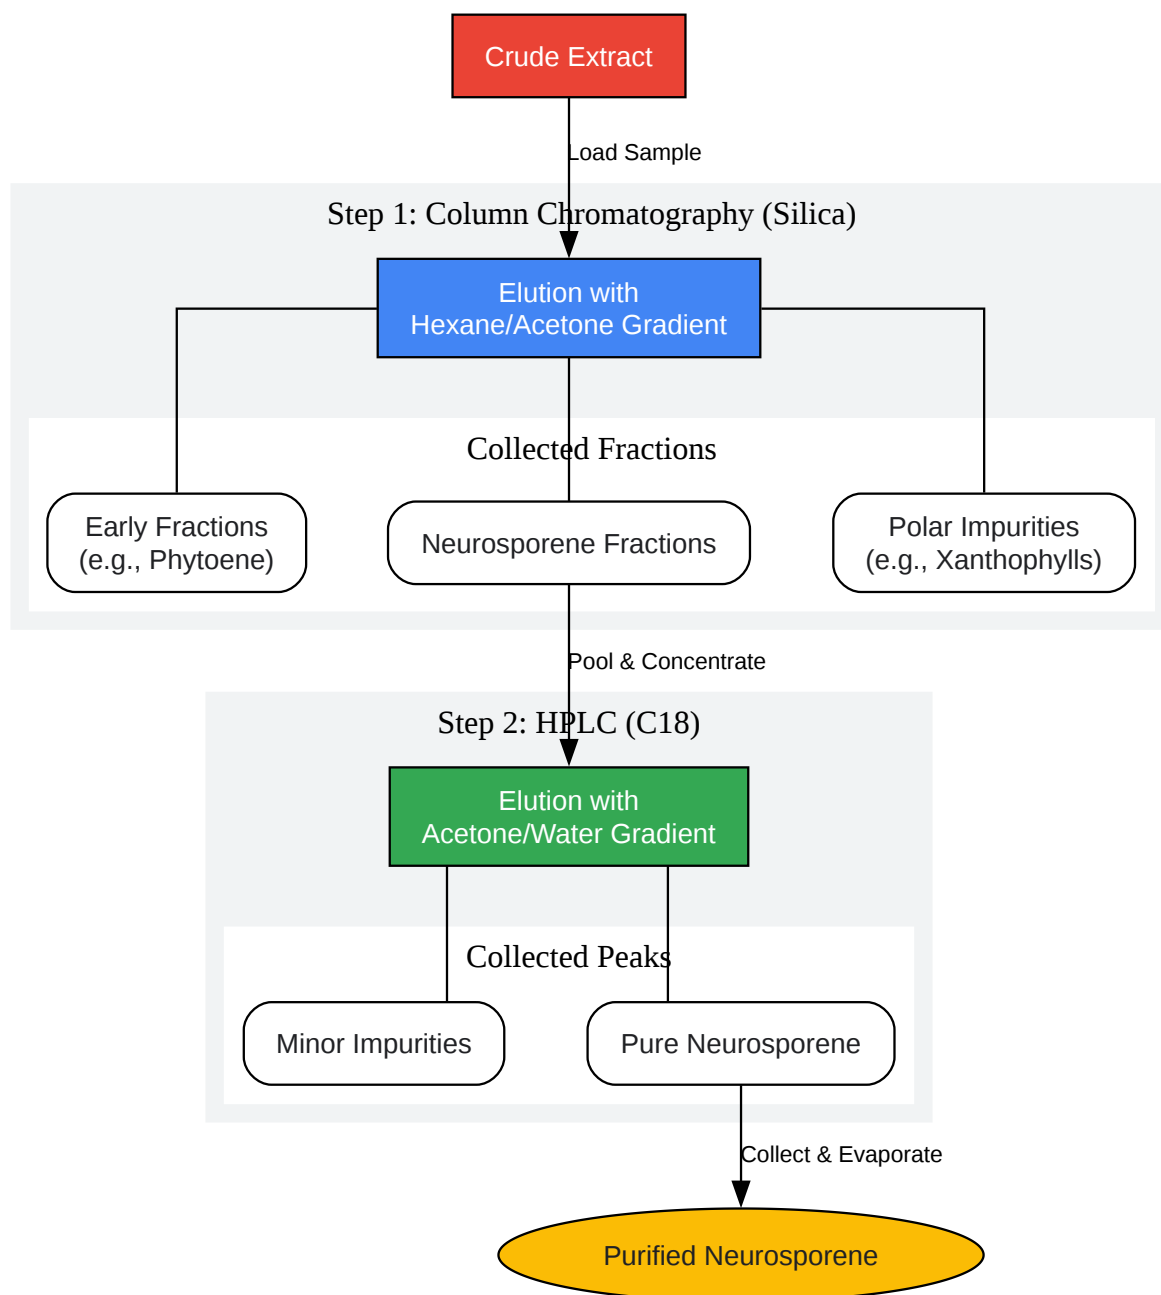 Crude Extract
Load Sample
Step 1: Column Chromatography (Silica)
Elution with
Hexane/Acetone Gradient
Collected Fractions
Early Fractions
(e.g., Phytoene)
Neurosporene Fractions
Polar Impurities
(e.g., Xanthophylls)
Pool & Concentrate
Step 2: HPLC (C18)
Elution with
Acetone/Water Gradient
Collected Peaks
Minor Impurities
Pure Neurosporene
Collect & Evaporate
Purified Neurosporene